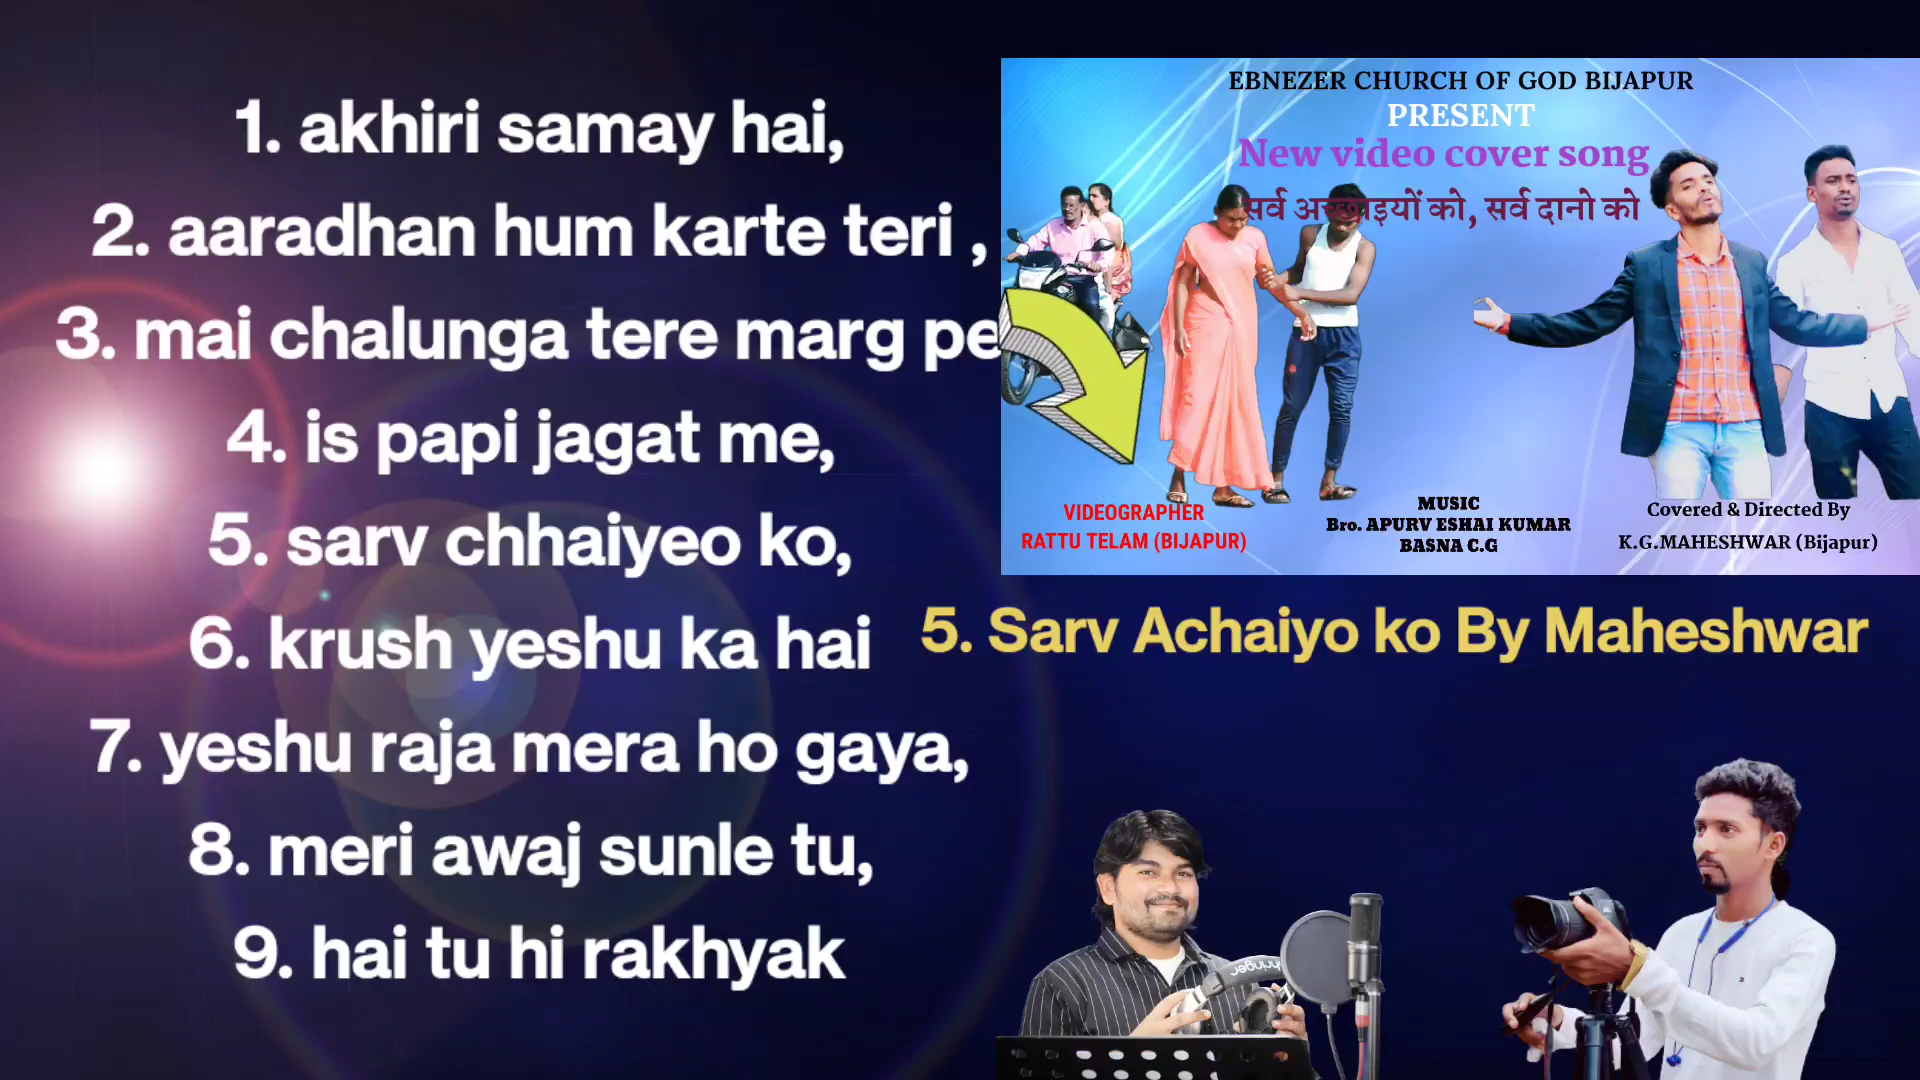 1. akhiri samay hai,
2. aaradhan hum karte teri ,
3. mai chalunga tere marg pe
4. is papi jagat me,
5. sarv chhaiyeo ko,
6. krush yeshu ka hai
7. yeshu raja mera ho gaya,
8. meri awaj sunle tu,
9. hai tu hi rakhyak
EBNEZER CHURCH OF GOD BIJAPUR
PRESENT
New video cover song
सर्व अच्छाइयों को, सर्व दानो को
VIDEOGRAPHER
RATTU TELAM (BIJAPUR)
MUSIC
Bro. APURV ESHAI KUMAR
BASNA C.G
Covered & Directed By
K.G.MAHESHWAR (Bijapur)
5. Sarv Achaiyo ko By Maheshwar